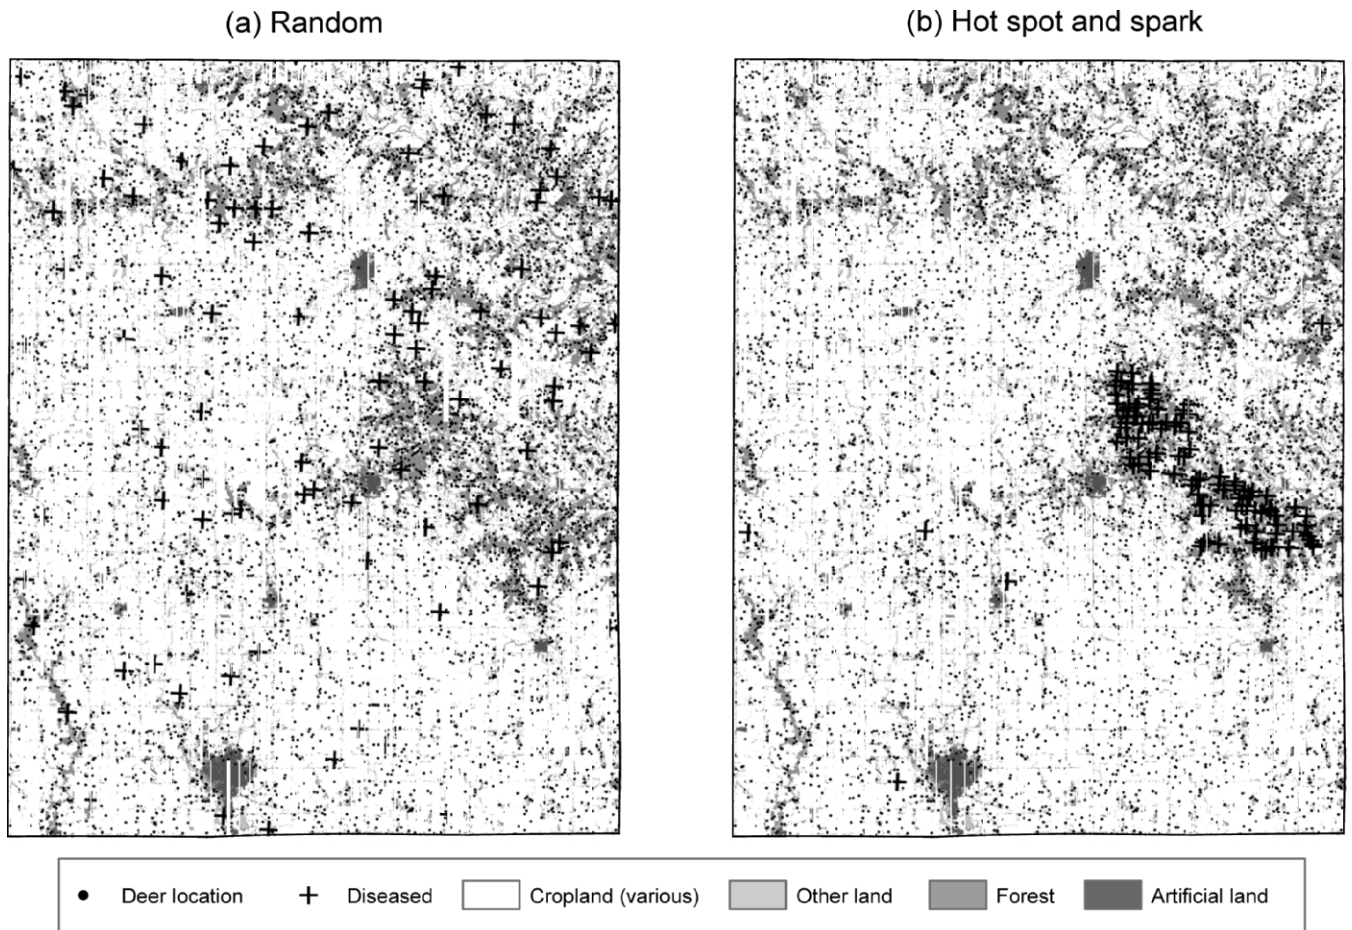 (a) Random
(b) Hot spot and spark
Deer location
Diseased
Cropland (various)
Other land
Forest
Artificial land